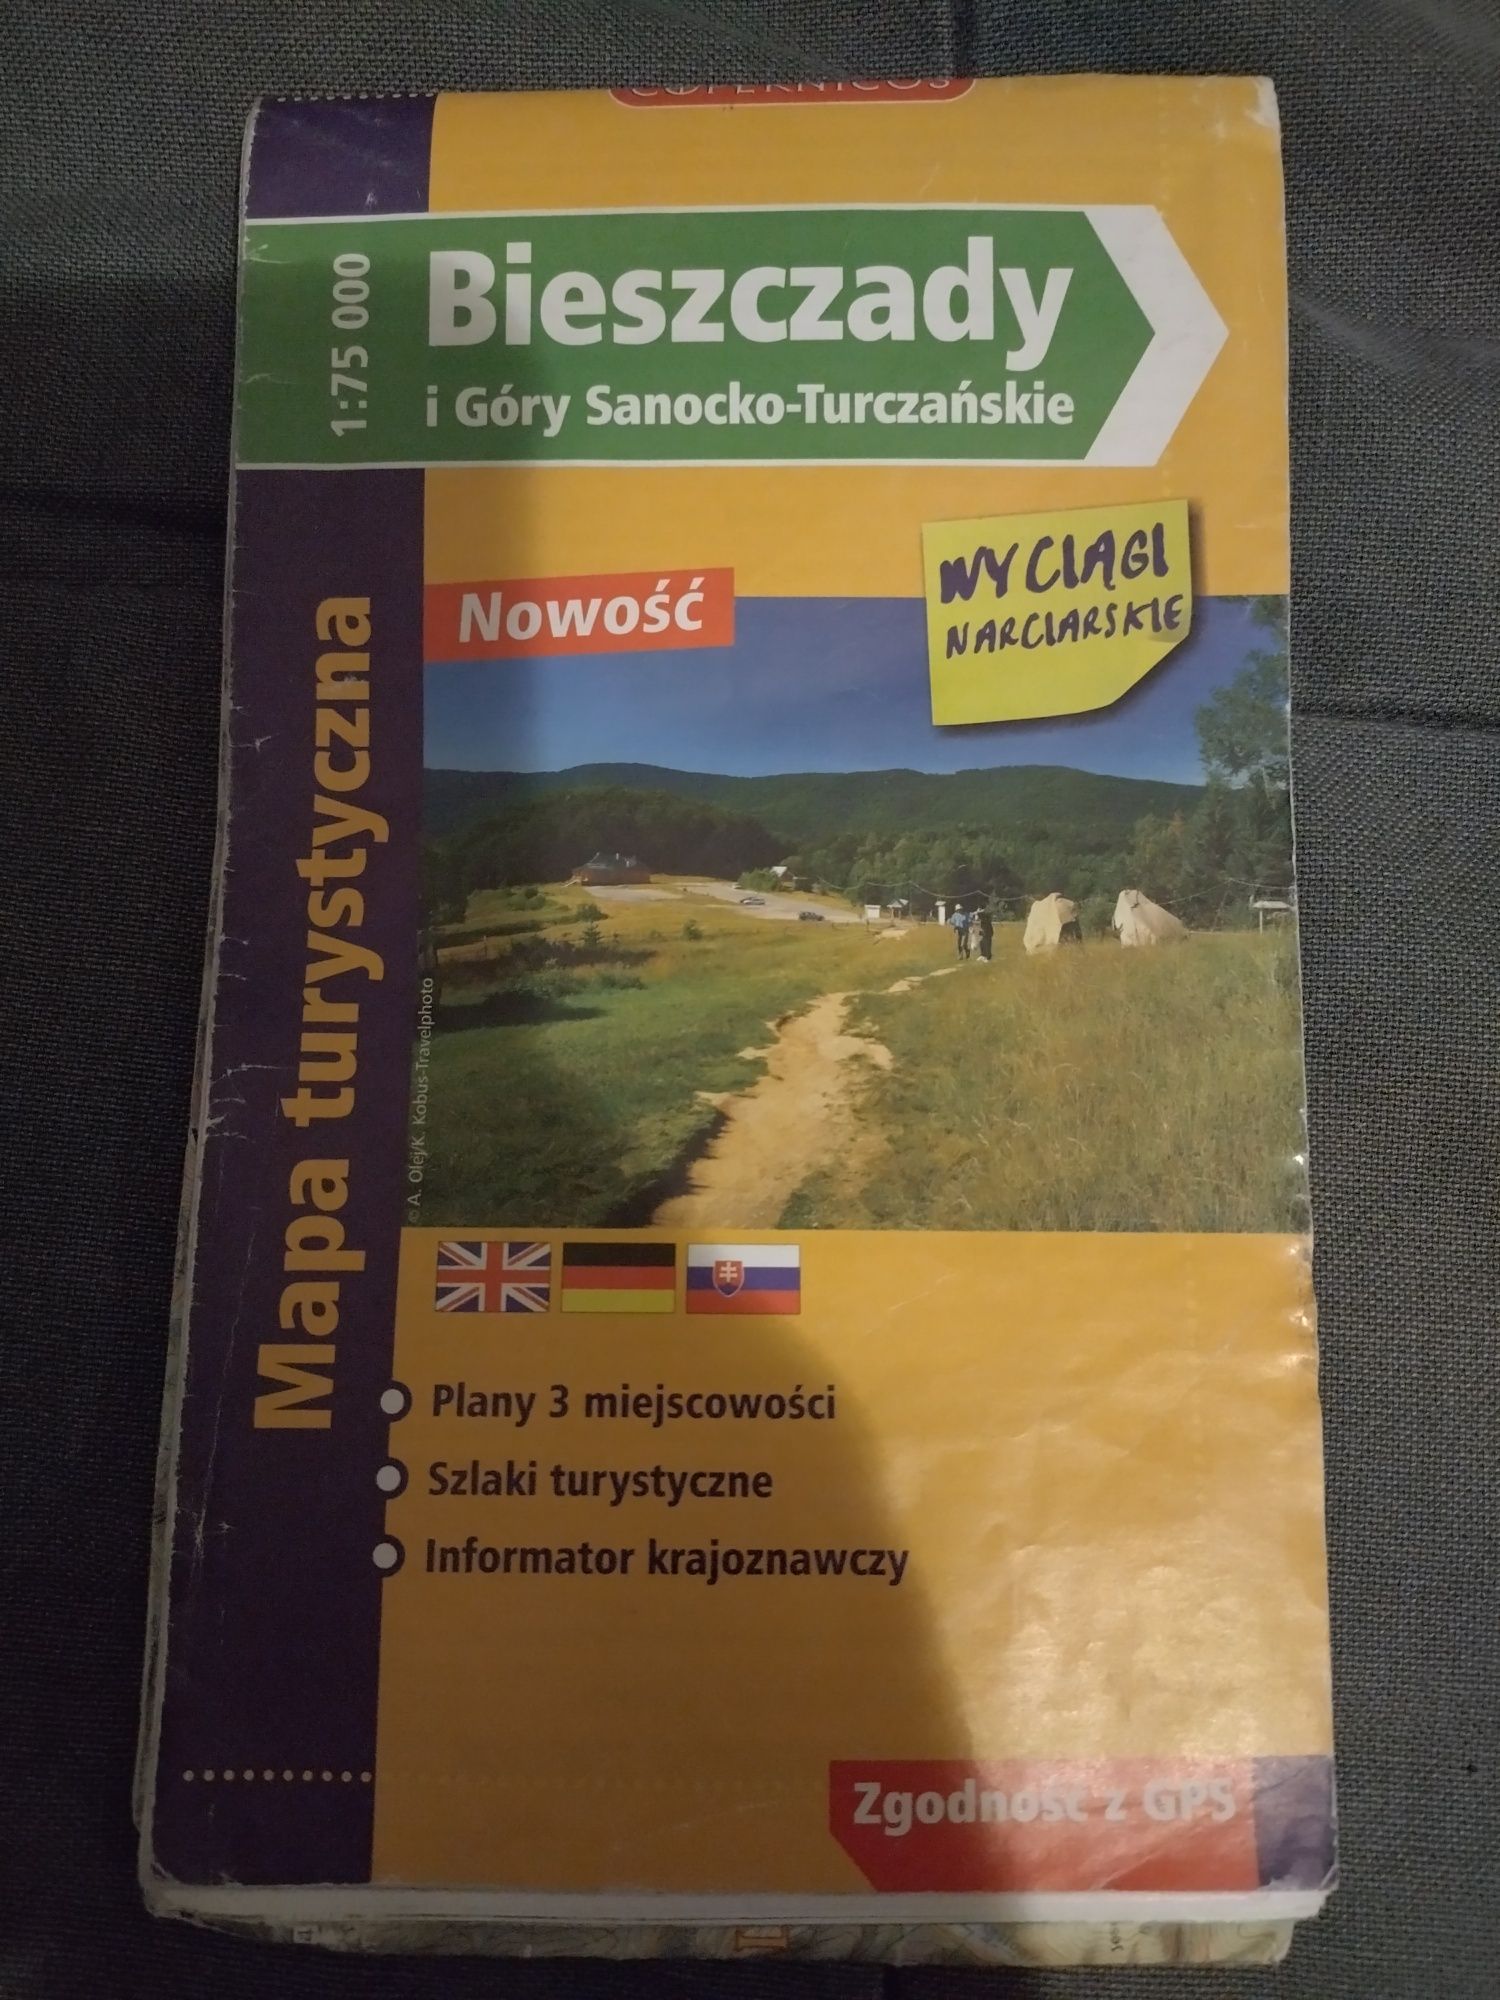 COPERNICUS
1:75 000
Bieszczady
i Góry Sanocko-Turczańskie
WYCIĄGI
NARCIARSKIE
Nowość
Mapa turystyczna
© A. Olej/K. Kobus-Travelphoto
Plany 3 miejscowości
Szlaki turystyczne
Informator krajoznawczy
Zgodność z GPS